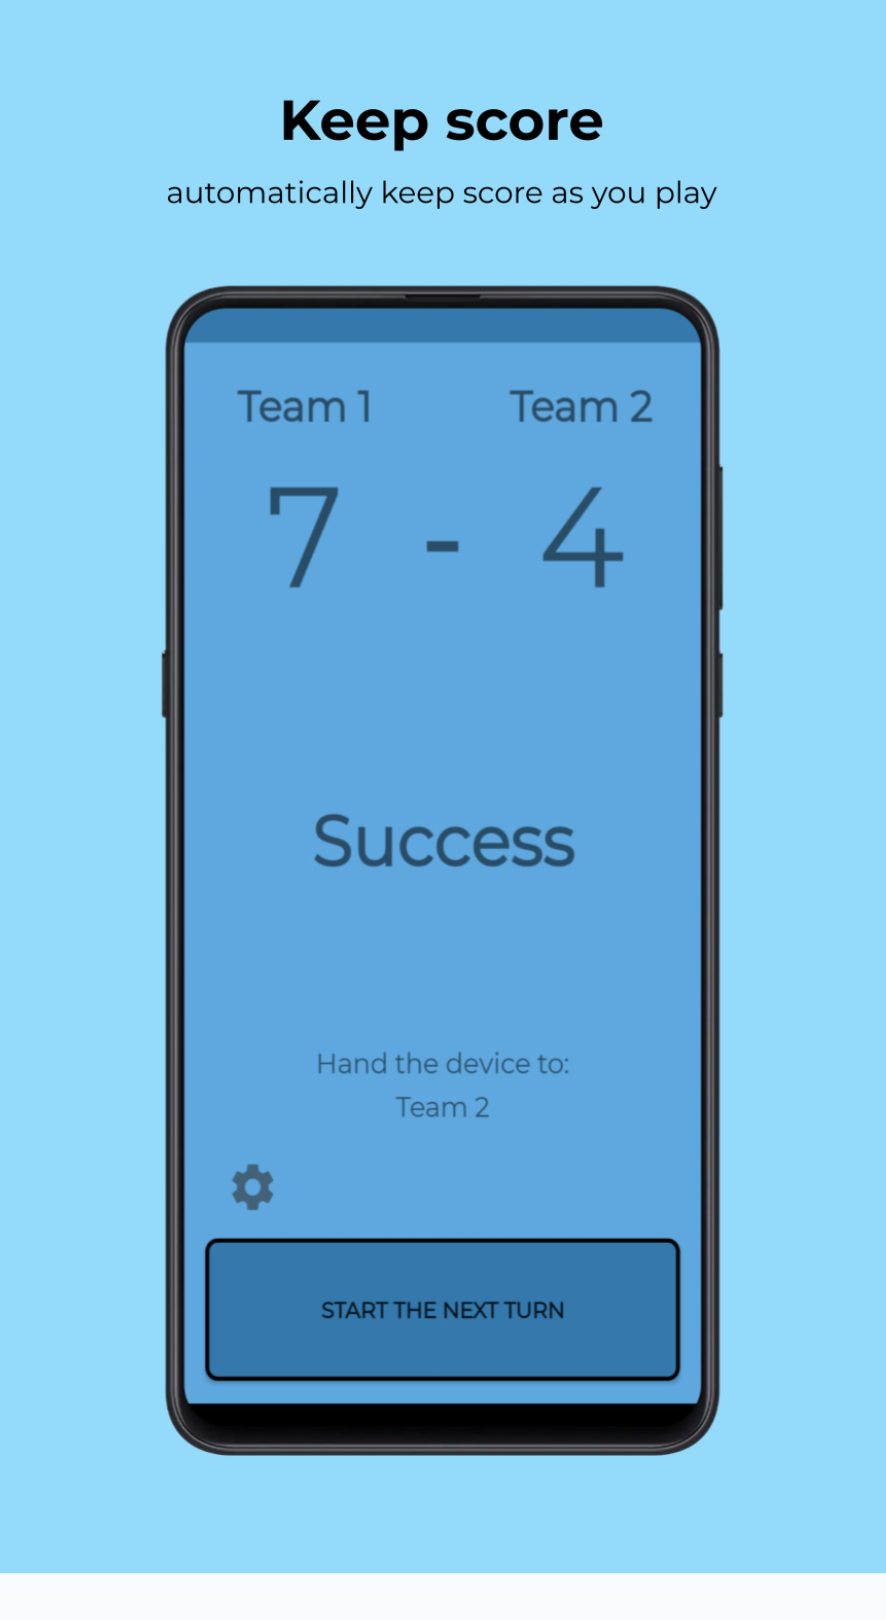 Keep score
automatically keep score as you play
Team 1 Team 2
7 - 4
Success
Hand the device to:
Team 2
START THE NEXT TURN